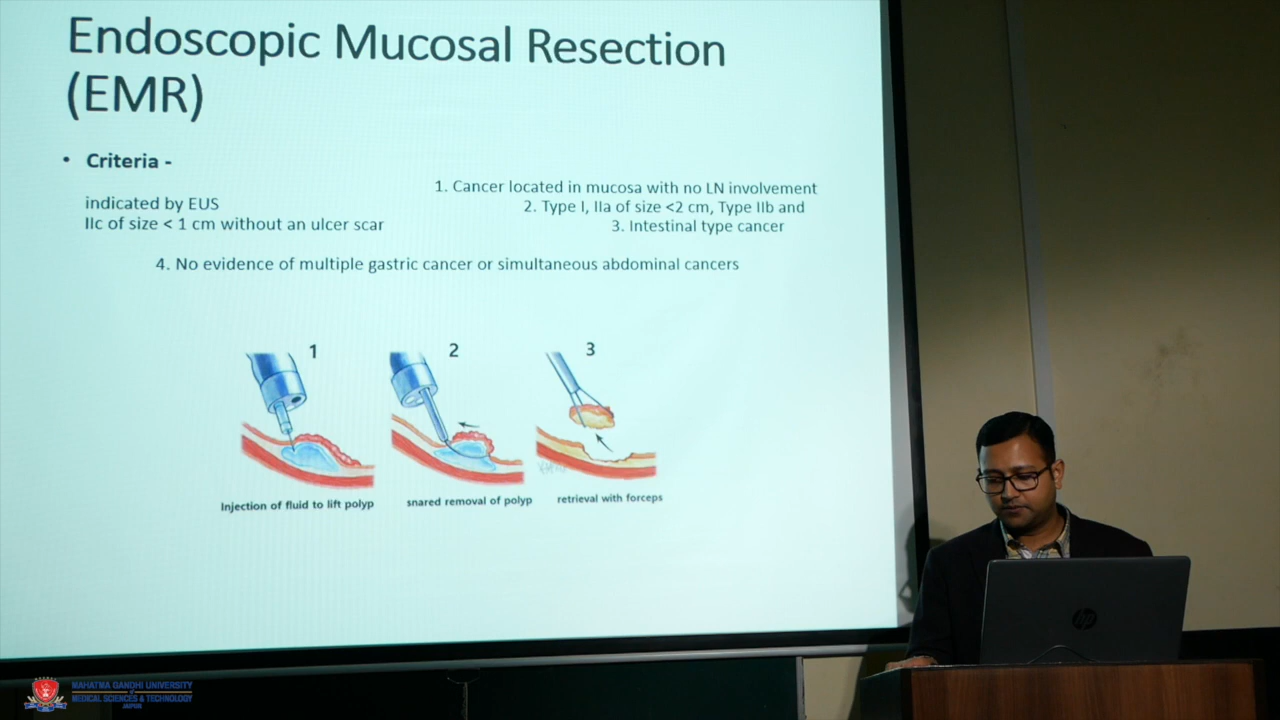 Endoscopic Mucosal Resection
(EMR)
• Criteria -
1. Cancer located in mucosa with no LN involvement
indicated by EUS
2. Type I, IIa of size <2 cm, Type IIb and
IIc of size < 1 cm without an ulcer scar
3. Intestinal type cancer
4. No evidence of multiple gastric cancer or simultaneous abdominal cancers
1
2
3
Injection of fluid to lift polyp
snared removal of polyp
retrieval with forceps
hp
MAHATMA GANDHI UNIVERSITY
of
MEDICAL SCIENCES & TECHNOLOGY
JAIPUR